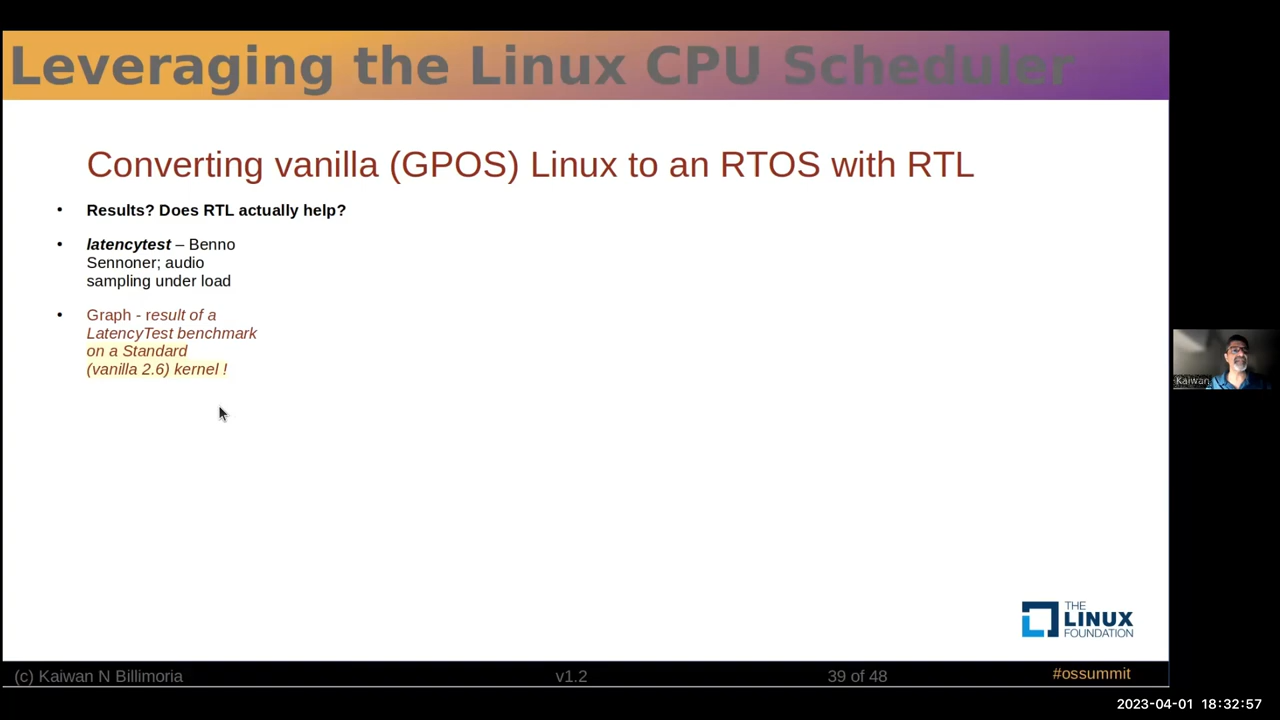 Leveraging the Linux CPU Scheduler
Converting vanilla (GPOS) Linux to an RTOS with RTL
• Results? Does RTL actually help?
• latencytest – Benno
Sennoner; audio
sampling under load
• Graph - result of a
LatencyTest benchmark
on a Standard
(vanilla 2.6) kernel !
Kaiwan
THE
LINUX
FOUNDATION
(c) Kaiwan N Billimoria
v1.2
39 of 48
#ossummit
2023-04-01 18:32:57